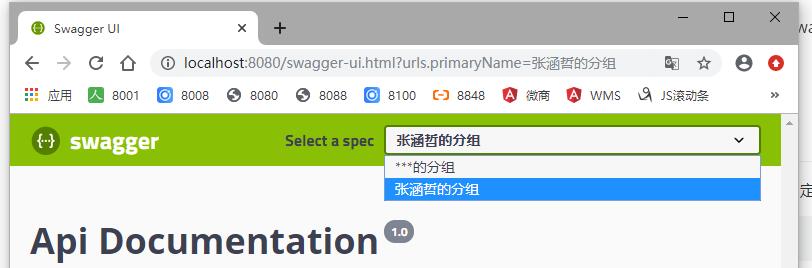 Swagger UI
localhost:8080/swagger-ui.html?urls.primaryName=张涵哲的分组
应用 8001 8008 8080 8088 8100 8848 微商 WMS JS滚动条 »
swagger Select a spec 张涵哲的分组
***的分组
张涵哲的分组
Api Documentation 1.0
定